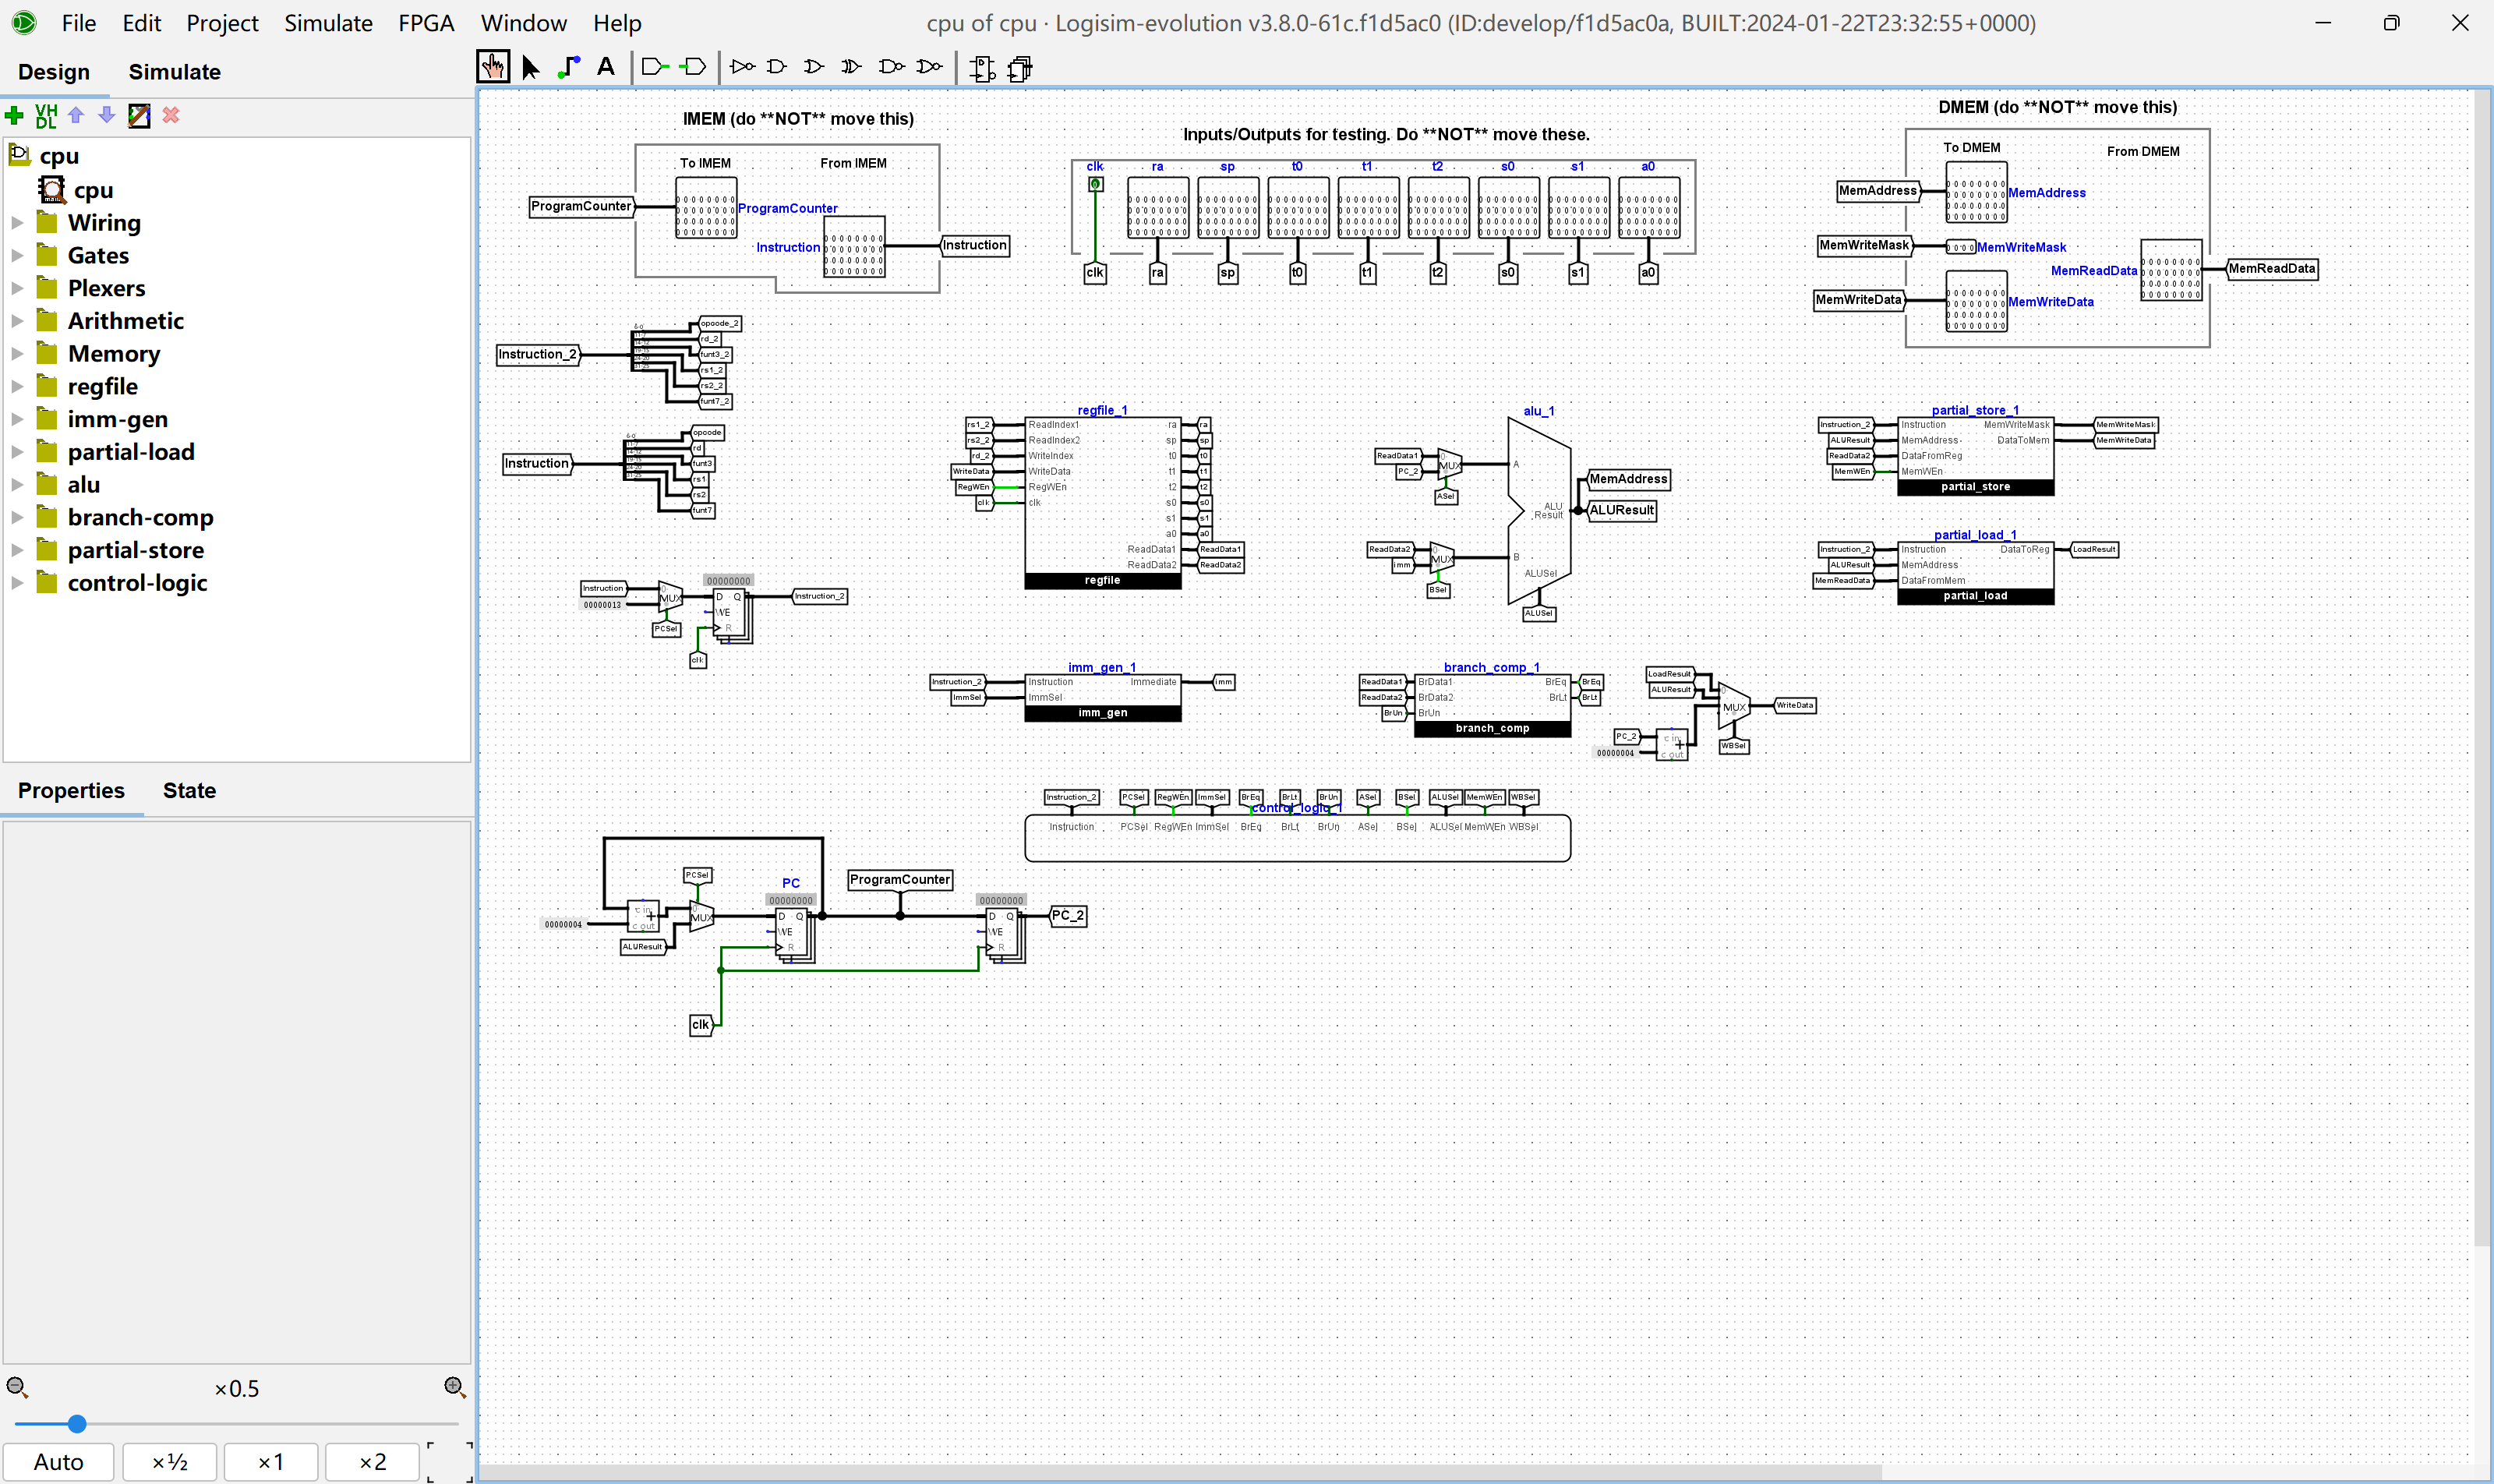 File Edit Project Simulate FPGA Window Help
cpu of cpu · Logisim-evolution v3.8.0-61c.f1d5ac0 (ID:develop/f1d5ac0a, BUILT:2024-01-22T23:32:55+0000)
Design Simulate
VH
DL
cpu
cpu
Wiring
Gates
Plexers
Arithmetic
Memory
regfile
imm-gen
partial-load
alu
branch-comp
partial-store
control-logic
Properties State
×0.5
Auto ×½ ×1 ×2
IMEM (do **NOT** move this)
To IMEM From IMEM
ProgramCounter ProgramCounter
Instruction Instruction
Inputs/Outputs for testing. Do **NOT** move these.
clk ra sp t0 t1 t2 s0 s1 a0
clk ra sp t0 t1 t2 s0 s1 a0
DMEM (do **NOT** move this)
To DMEM From DMEM
MemAddress MemAddress
MemWriteMask MemWriteMask
MemReadData MemReadData
MemWriteData MemWriteData
Instruction_2
opcode_2
rd_2
funt3_2
rs1_2
rs2_2
funt7_2
Instruction
opcode
rd
funt3
rs1
rs2
funt7
Instruction
00000013
MUX
PCSel
00000000
D Q
WE
R
clk
Instruction_2
regfile_1
rs1_2 ReadIndex1 ra ra
rs2_2 ReadIndex2 sp sp
rd_2 WriteIndex t0 t0
WriteData WriteData t1 t1
RegWEn RegWEn t2 t2
clk clk s0 s0
s1 s1
a0 a0
ReadData1 ReadData1
ReadData2 ReadData2
regfile
alu_1
ReadData1
PC_2
MUX
ASel
A
ReadData2
imm
MUX
BSel
B
ALU
Result
ALUSel
ALUSel
MemAddress
ALUResult
partial_store_1
Instruction_2 Instruction MemWriteMask MemWriteMask
ALUResult MemAddress DataToMem MemWriteData
ReadData2 DataFromReg
MemWEn MemWEn
partial_store
partial_load_1
Instruction_2 Instruction DataToReg LoadResult
ALUResult MemAddress
MemReadData DataFromMem
partial_load
imm_gen_1
Instruction_2 Instruction Immediate imm
ImmSel ImmSel
imm_gen
branch_comp_1
ReadData1 BrData1 BrEq BrEq
ReadData2 BrData2 BrLt BrLt
BrUn BrUn
branch_comp
LoadResult
ALUResult
PC_2
00000004
c in
+
c out
MUX
WBSel
WriteData
Instruction_2 PCSel RegWEn ImmSel BrEq BrLt BrUn ASel BSel ALUSel MemWEn WBSel
control_logic_1
Instruction PCSel RegWEn ImmSel BrEq BrLt BrUn ASel BSel ALUSel MemWEn WBSel
PCSel
00000004
c in
+
c out
ALUResult
MUX
PC
00000000
D Q
WE
R
ProgramCounter
00000000
D Q
WE
R
PC_2
clk